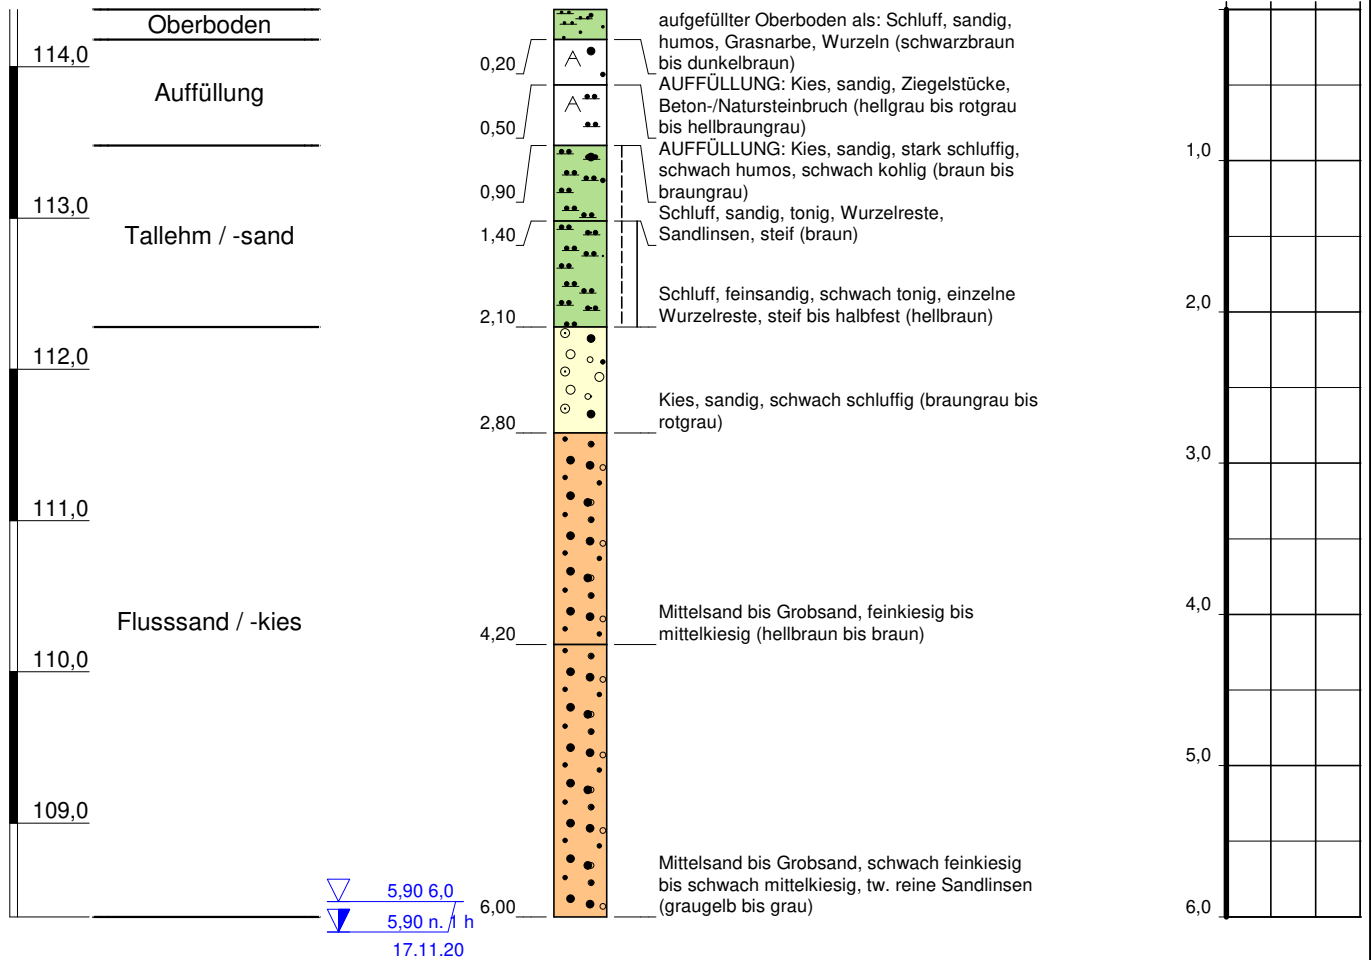 Oberboden
114,0
Auffüllung
113,0
Tallehm / -sand
112,0
111,0
Flusssand / -kies
110,0
109,0
5,90 6,0
5,90 n. 1 h
17.11.20
0,20
A
0,50
A
0,90
1,40
2,10
2,80
4,20
6,00
aufgefüllter Oberboden als: Schluff, sandig,
humos, Grasnarbe, Wurzeln (schwarzbraun
bis dunkelbraun)
AUFFÜLLUNG: Kies, sandig, Ziegelstücke,
Beton-/Natursteinbruch (hellgrau bis rotgrau
bis hellbraungrau)
AUFFÜLLUNG: Kies, sandig, stark schluffig,
schwach humos, schwach kohlig (braun bis
braungrau)
Schluff, sandig, tonig, Wurzelreste,
Sandlinsen, steif (braun)
Schluff, feinsandig, schwach tonig, einzelne
Wurzelreste, steif bis halbfest (hellbraun)
Kies, sandig, schwach schluffig (braungrau bis
rotgrau)
Mittelsand bis Grobsand, feinkiesig bis
mittelkiesig (hellbraun bis braun)
Mittelsand bis Grobsand, schwach feinkiesig
bis schwach mittelkiesig, tw. reine Sandlinsen
(graugelb bis grau)
1,0
2,0
3,0
4,0
5,0
6,0